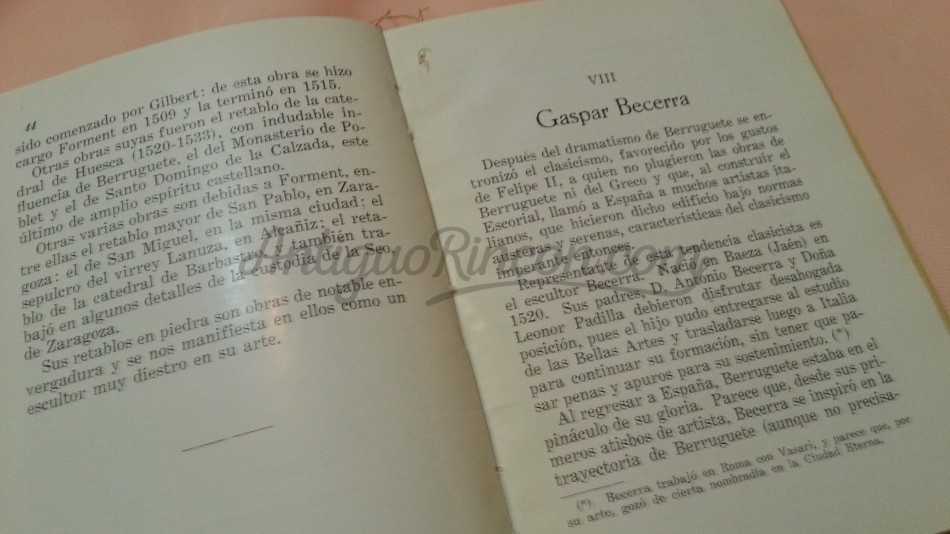 44
sido comenzado por Gilbert: de esta obra se hizo
cargo Forment en 1509 y la terminó en 1515.
Otras obras suyas fueron el retablo de la cate-
dral de Huesca (1520-1533), con indudable in-
fluencia de Berruguete, el del Monasterio de Po-
blet y el de Santo Domingo de la Calzada, este
último de amplio espíritu castellano.
Otras varias obras son debidas a Forment, en-
tre ellas el retablo mayor de San Pablo, en Zara-
goza: el de San Miguel, en la misma ciudad; el
sepulcro del virrey Lanuza, en Alcañiz; el reta-
blo de la catedral de Barbastro, y también tra-
bajó en algunos detalles de la custodia de la Seo,
de Zaragoza.
Sus retablos en piedra son obras de notable en-
vergadura y se nos manifiesta en ellos como un
escultor muy diestro en su arte.
VIII
Gaspar Becerra
Después del dramatismo de Berruguete se en-
tronizó el clasicismo, favorecido por los gustos
de Felipe II, a quien no plugieron las obras de
Berruguete ni del Greco y que, al construir el
Escorial, llamó a España a muchos artistas ita-
lianos, que hicieron dicho edificio bajo normas
austeras y serenas, características del clasicismo
imperante entonces.
Representante de esta tendencia clasicista es
el escultor Becerra. Nació en Baeza (Jaén) en
1520. Sus padres, D. Antonio Becerra y Doña
Leonor Padilla debieron disfrutar desahogada
posición, pues el hijo pudo entregarse al estudio
de las Bellas Artes y trasladarse luego a Italia
para continuar su formación, sin tener que pa-
sar penas y apuros para su sostenimiento. (*)
Al regresar a España, Berruguete estaba en el
pináculo de su gloria. Parece que, desde sus pri-
meros atisbos de artista, Becerra se inspiró en la
trayectoria de Berruguete (aunque no precisa-
(*). Becerra trabajó en Roma con Vasari, y parece que, por
su arte, gozó de cierta nombradía en la Ciudad Eterna.
AntiguoRincon.com